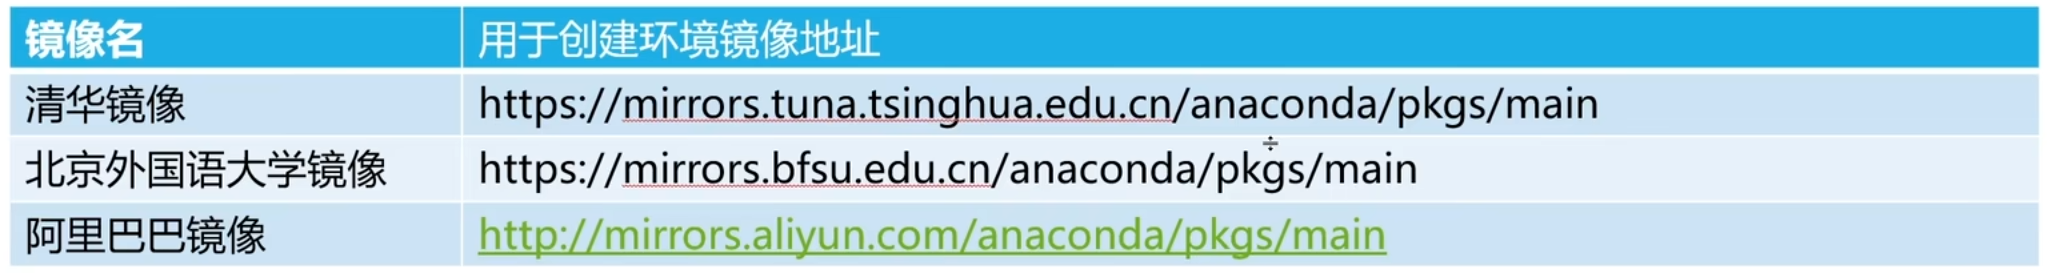 镜像名 用于创建环境镜像地址
清华镜像 https://mirrors.tuna.tsinghua.edu.cn/anaconda/pkgs/main
北京外国语大学镜像 https://mirrors.bfsu.edu.cn/anaconda/pkgs/main
阿里巴巴镜像 http://mirrors.aliyun.com/anaconda/pkgs/main